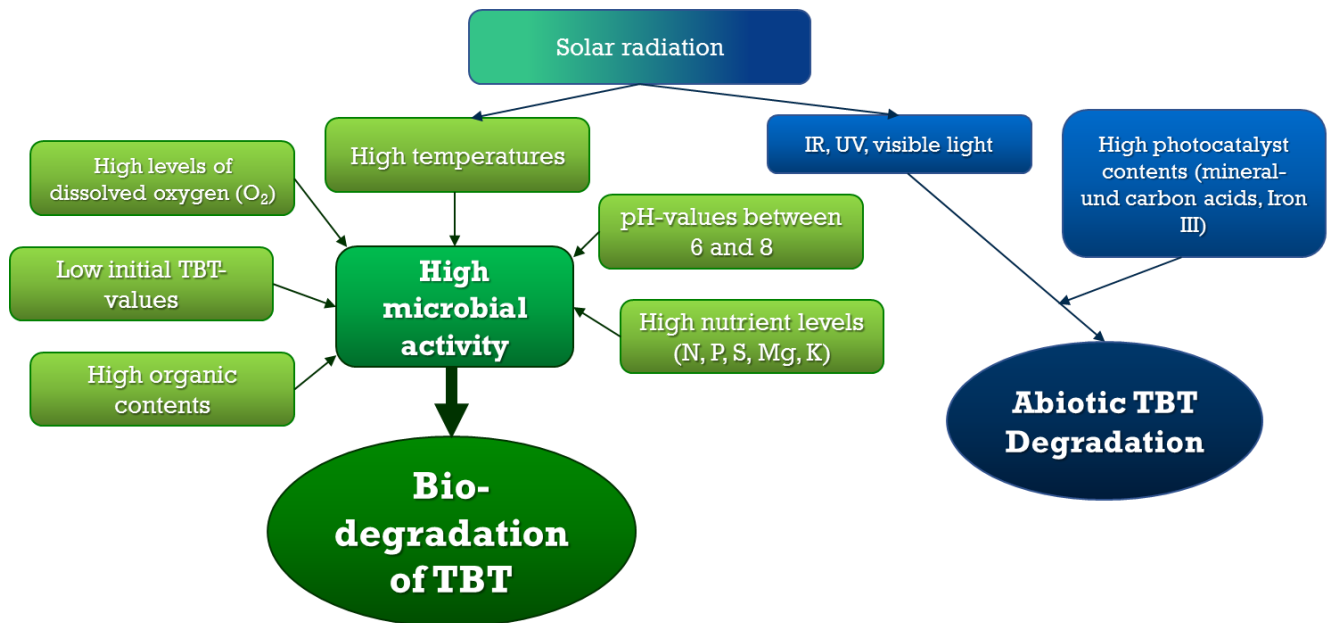 Solar radiation
High levels of
dissolved oxygen (O₂)
High temperatures
IR, UV, visible light
High photocatalyst
contents (mineral-
und carbon acids, Iron
III)
Low initial TBT-
values
High
microbial
activity
pH-values between
6 and 8
High organic
contents
High nutrient levels
(N, P, S, Mg, K)
Abiotic TBT
Degradation
Bio-
degradation
of TBT